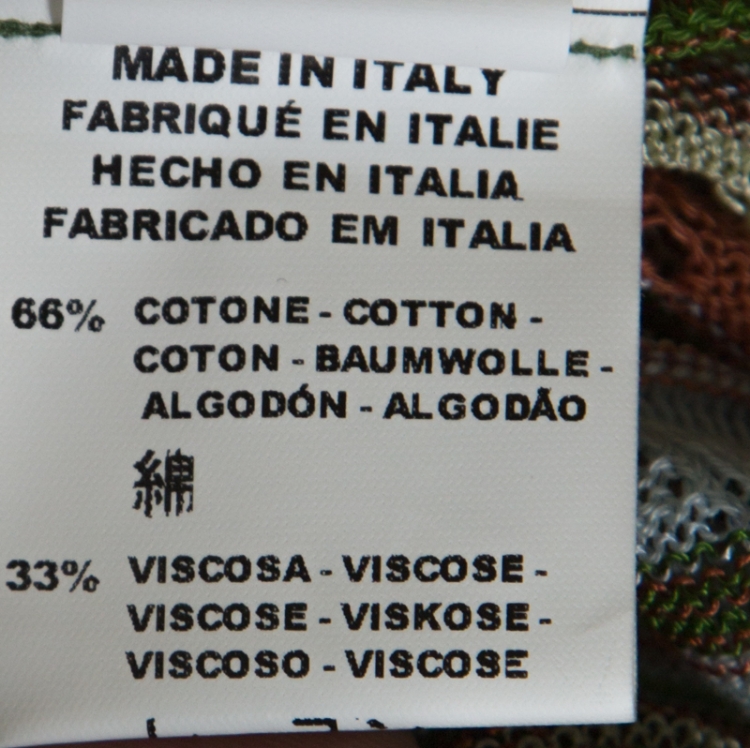 MADE IN ITALY
FABRIQUÉ EN ITALIE
HECHO EN ITALIA
FABRICADO EM ITALIA
66% COTONE - COTTON -
COTON - BAUMWOLLE -
ALGODÓN - ALGODÃO
綿
33% VISCOSA - VISCOSE -
VISCOSE - VISKOSE -
VISCOSO - VISCOSE